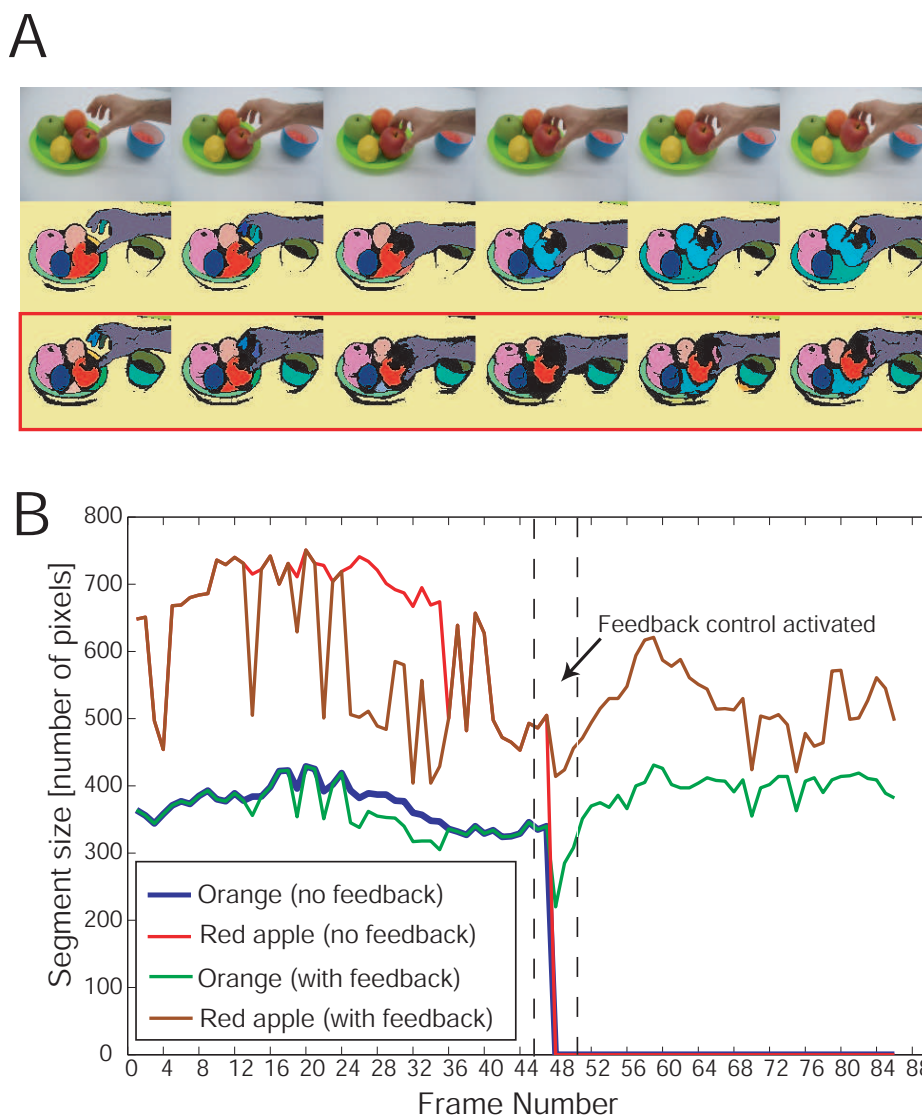 A
B
800
700
600
500
400
300
200
100
0
Segment size [number of pixels]
Feedback control activated
Orange (no feedback)
Red apple (no feedback)
Orange (with feedback)
Red apple (with feedback)
0 4 8 12 16 20 24 28 32 36 40 44 48 52 56 60 64 68 72 76 80 84 88
Frame Number